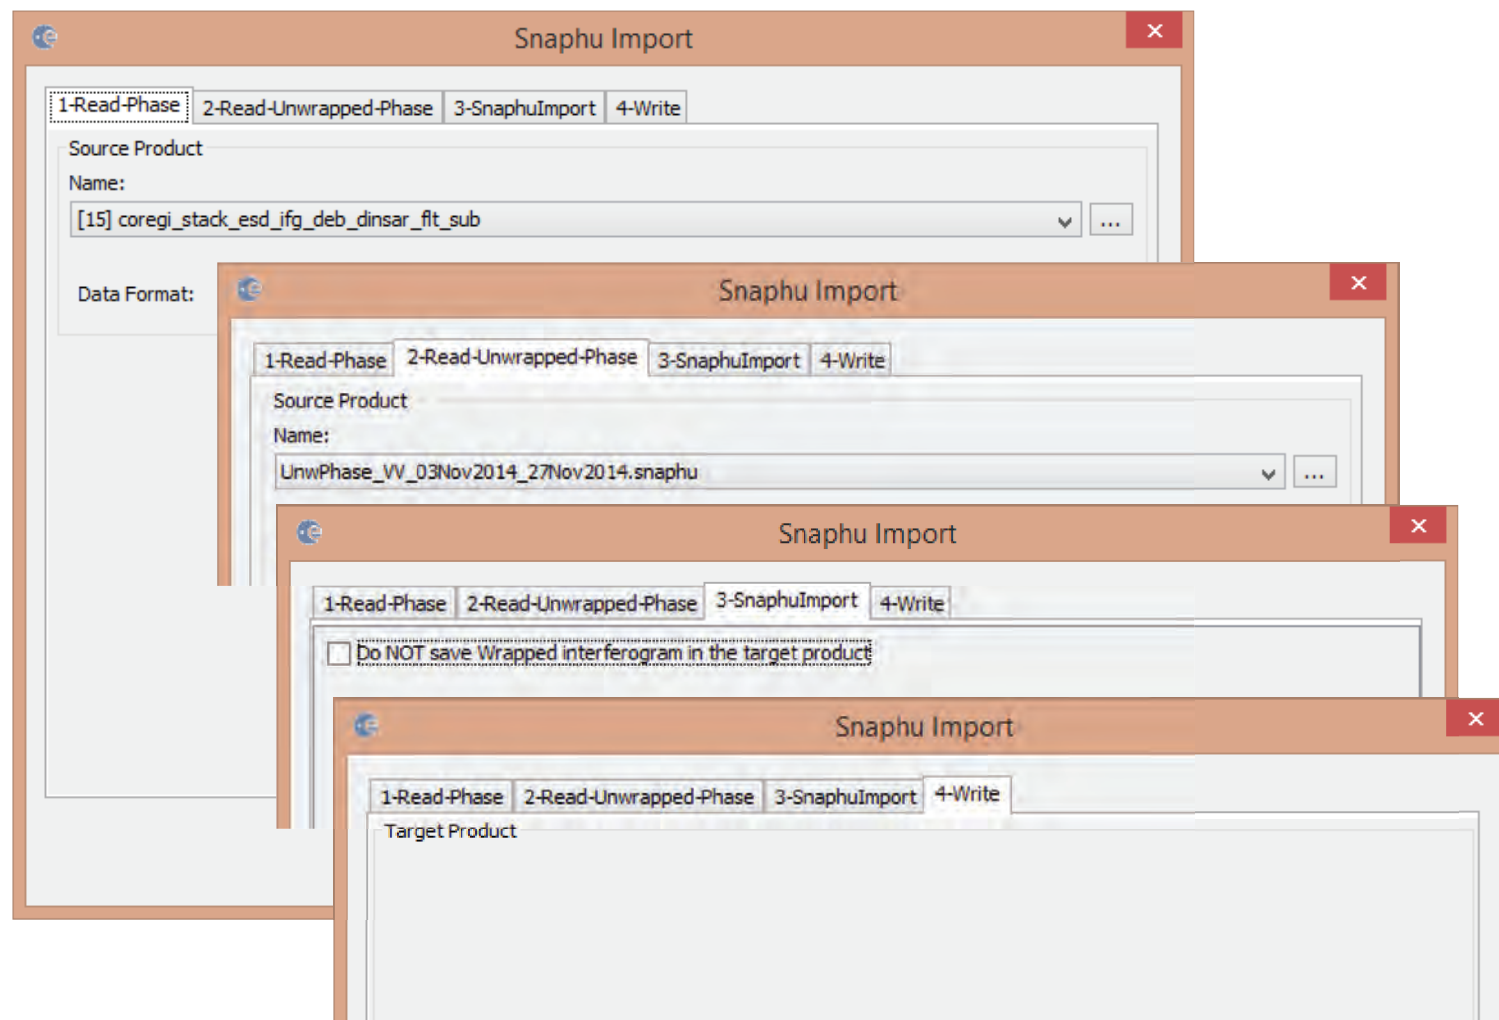 Snaphu Import
1-Read-Phase 2-Read-Unwrapped-Phase 3-SnaphuImport 4-Write
Source Product
Name:
[15] coregi_stack_esd_ifg_deb_dinsar_flt_sub
...
Data Format:
Snaphu Import
1-Read-Phase 2-Read-Unwrapped-Phase 3-SnaphuImport 4-Write
Source Product
Name:
UnwPhase_VV_03Nov2014_27Nov2014.snaphu
...
Snaphu Import
1-Read-Phase 2-Read-Unwrapped-Phase 3-SnaphuImport 4-Write
Do NOT save Wrapped interferogram in the target product
Snaphu Import
1-Read-Phase 2-Read-Unwrapped-Phase 3-SnaphuImport 4-Write
Target Product